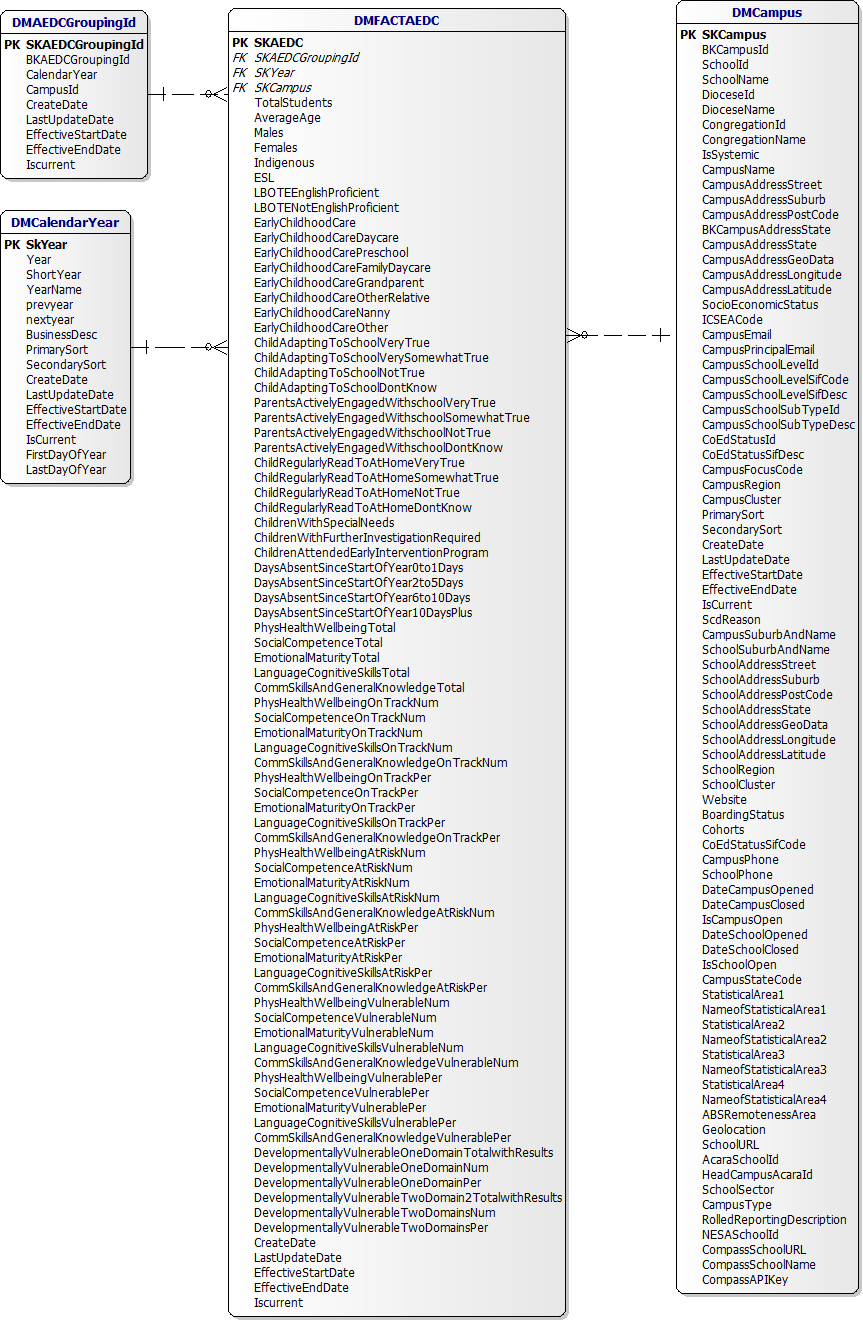 DMAEDCGroupingId
PK SKAEDCGroupingId
BKAEDCGroupingId
CalendarYear
CampusId
CreateDate
LastUpdateDate
EffectiveStartDate
EffectiveEndDate
Iscurrent
DMCalendarYear
PK SkYear
Year
ShortYear
YearName
prevyear
nextyear
BusinessDesc
PrimarySort
SecondarySort
CreateDate
LastUpdateDate
EffectiveStartDate
EffectiveEndDate
IsCurrent
FirstDayOfYear
LastDayOfYear
DMFACTAEDC
PK SKAEDC
FK SKAEDCGroupingId
FK SKYear
FK SKCampus
TotalStudents
AverageAge
Males
Females
Indigenous
ESL
LBOTEEnglishProficient
LBOTENotEnglishProficient
EarlyChildhoodCare
EarlyChildhoodCareDaycare
EarlyChildhoodCarePreschool
EarlyChildhoodCareFamilyDaycare
EarlyChildhoodCareGrandparent
EarlyChildhoodCareOtherRelative
EarlyChildhoodCareNanny
EarlyChildhoodCareOther
ChildAdaptingToSchoolVeryTrue
ChildAdaptingToSchoolVerySomewhatTrue
ChildAdaptingToSchoolNotTrue
ChildAdaptingToSchoolDontKnow
ParentsActivelyEngagedWithschoolVeryTrue
ParentsActivelyEngagedWithschoolSomewhatTrue
ParentsActivelyEngagedWithschoolNotTrue
ParentsActivelyEngagedWithschoolDontKnow
ChildRegularlyReadToAtHomeVeryTrue
ChildRegularlyReadToAtHomeSomewhatTrue
ChildRegularlyReadToAtHomeNotTrue
ChildRegularlyReadToAtHomeDontKnow
ChildrenWithSpecialNeeds
ChildrenWithFurtherInvestigationRequired
ChildrenAttendedEarlyInterventionProgram
DaysAbsentSinceStartOfYear0to1Days
DaysAbsentSinceStartOfYear2to5Days
DaysAbsentSinceStartOfYear6to10Days
DaysAbsentSinceStartOfYear10DaysPlus
PhysHealthWellbeingTotal
SocialCompetenceTotal
EmotionalMaturityTotal
LanguageCognitiveSkillsTotal
CommSkillsAndGeneralKnowledgeTotal
PhysHealthWellbeingOnTrackNum
SocialCompetenceOnTrackNum
EmotionalMaturityOnTrackNum
LanguageCognitiveSkillsOnTrackNum
CommSkillsAndGeneralKnowledgeOnTrackNum
PhysHealthWellbeingOnTrackPer
SocialCompetenceOnTrackPer
EmotionalMaturityOnTrackPer
LanguageCognitiveSkillsOnTrackPer
CommSkillsAndGeneralKnowledgeOnTrackPer
PhysHealthWellbeingAtRiskNum
SocialCompetenceAtRiskNum
EmotionalMaturityAtRiskNum
LanguageCognitiveSkillsAtRiskNum
CommSkillsAndGeneralKnowledgeAtRiskNum
PhysHealthWellbeingAtRiskPer
SocialCompetenceAtRiskPer
EmotionalMaturityAtRiskPer
LanguageCognitiveSkillsAtRiskPer
CommSkillsAndGeneralKnowledgeAtRiskPer
PhysHealthWellbeingVulnerableNum
SocialCompetenceVulnerableNum
EmotionalMaturityVulnerableNum
LanguageCognitiveSkillsVulnerableNum
CommSkillsAndGeneralKnowledgeVulnerableNum
PhysHealthWellbeingVulnerablePer
SocialCompetenceVulnerablePer
EmotionalMaturityVulnerablePer
LanguageCognitiveSkillsVulnerablePer
CommSkillsAndGeneralKnowledgeVulnerablePer
DevelopmentallyVulnerableOneDomainTotalwithResults
DevelopmentallyVulnerableOneDomainNum
DevelopmentallyVulnerableOneDomainPer
DevelopmentallyVulnerableTwoDomain2TotalwithResults
DevelopmentallyVulnerableTwoDomainsNum
DevelopmentallyVulnerableTwoDomainsPer
CreateDate
LastUpdateDate
EffectiveStartDate
EffectiveEndDate
Iscurrent
DMCampus
PK SKCampus
BKCampusId
SchoolId
SchoolName
DioceseId
DioceseName
CongregationId
CongregationName
IsSystemic
CampusName
CampusAddressStreet
CampusAddressSuburb
CampusAddressPostCode
BKCampusAddressState
CampusAddressState
CampusAddressGeoData
CampusAddressLongitude
CampusAddressLatitude
SocioEconomicStatus
ICSEACode
CampusEmail
CampusPrincipalEmail
CampusSchoolLevelId
CampusSchoolLevelSifCode
CampusSchoolLevelSifDesc
CampusSchoolSubTypeId
CampusSchoolSubTypeDesc
CoEdStatusId
CoEdStatusSifDesc
CampusFocusCode
CampusRegion
CampusCluster
PrimarySort
SecondarySort
CreateDate
LastUpdateDate
EffectiveStartDate
EffectiveEndDate
IsCurrent
ScdReason
CampusSuburbAndName
SchoolSuburbAndName
SchoolAddressStreet
SchoolAddressSuburb
SchoolAddressPostCode
SchoolAddressState
SchoolAddressGeoData
SchoolAddressLongitude
SchoolAddressLatitude
SchoolRegion
SchoolCluster
Website
BoardingStatus
Cohorts
CoEdStatusSifCode
CampusPhone
SchoolPhone
DateCampusOpened
DateCampusClosed
IsCampusOpen
DateSchoolOpened
DateSchoolClosed
IsSchoolOpen
CampusStateCode
StatisticalArea1
NameofStatisticalArea1
StatisticalArea2
NameofStatisticalArea2
StatisticalArea3
NameofStatisticalArea3
StatisticalArea4
NameofStatisticalArea4
ABSRemotenessArea
Geolocation
SchoolURL
AcaraSchoolId
HeadCampusAcaraId
SchoolSector
CampusType
RolledReportingDescription
NESASchoolId
CompassSchoolURL
CompassSchoolName
CompassAPIKey